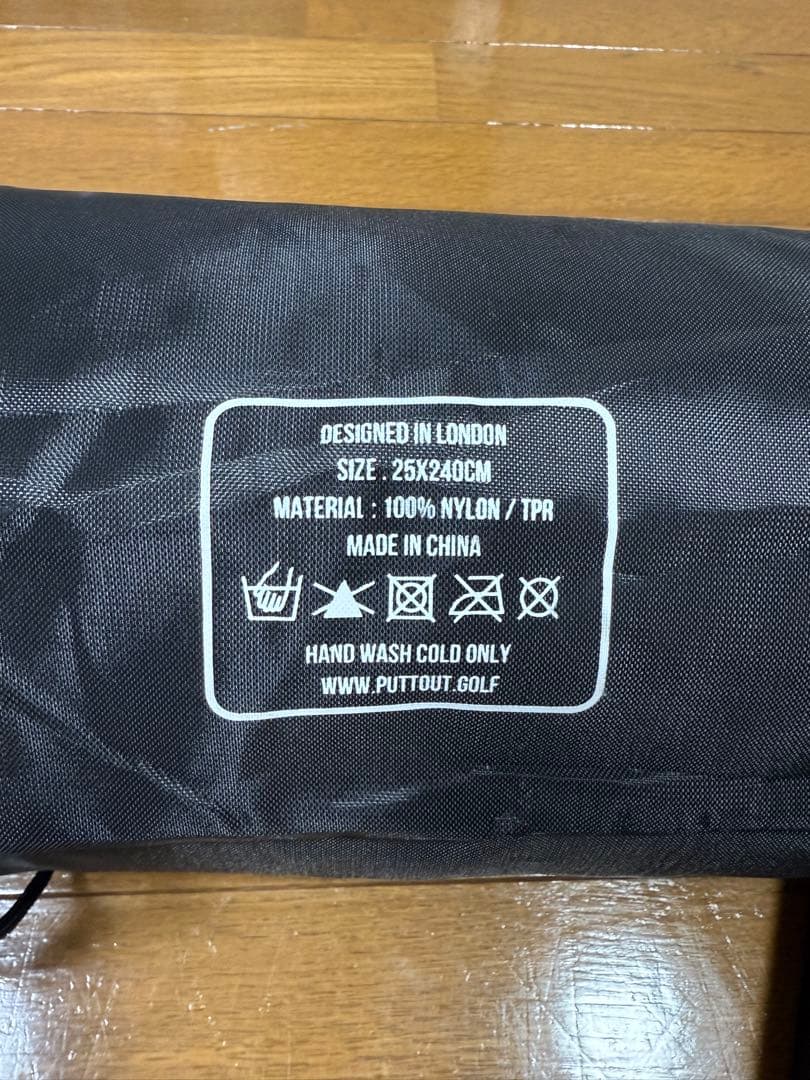 DESIGNED IN LONDON
SIZE . 25X240CM
MATERIAL : 100% NYLON / TPR
MADE IN CHINA
HAND WASH COLD ONLY
WWW.PUTTOUT.GOLF